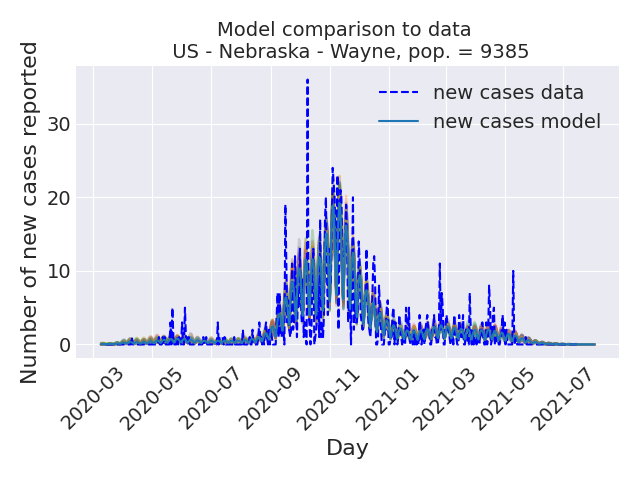 Model comparison to data
US - Nebraska - Wayne, pop. = 9385
Number of new cases reported
30
20
10
0
new cases data
new cases model
2020-03
2020-05
2020-07
2020-09
2020-11
2021-01
2021-03
2021-05
2021-07
Day